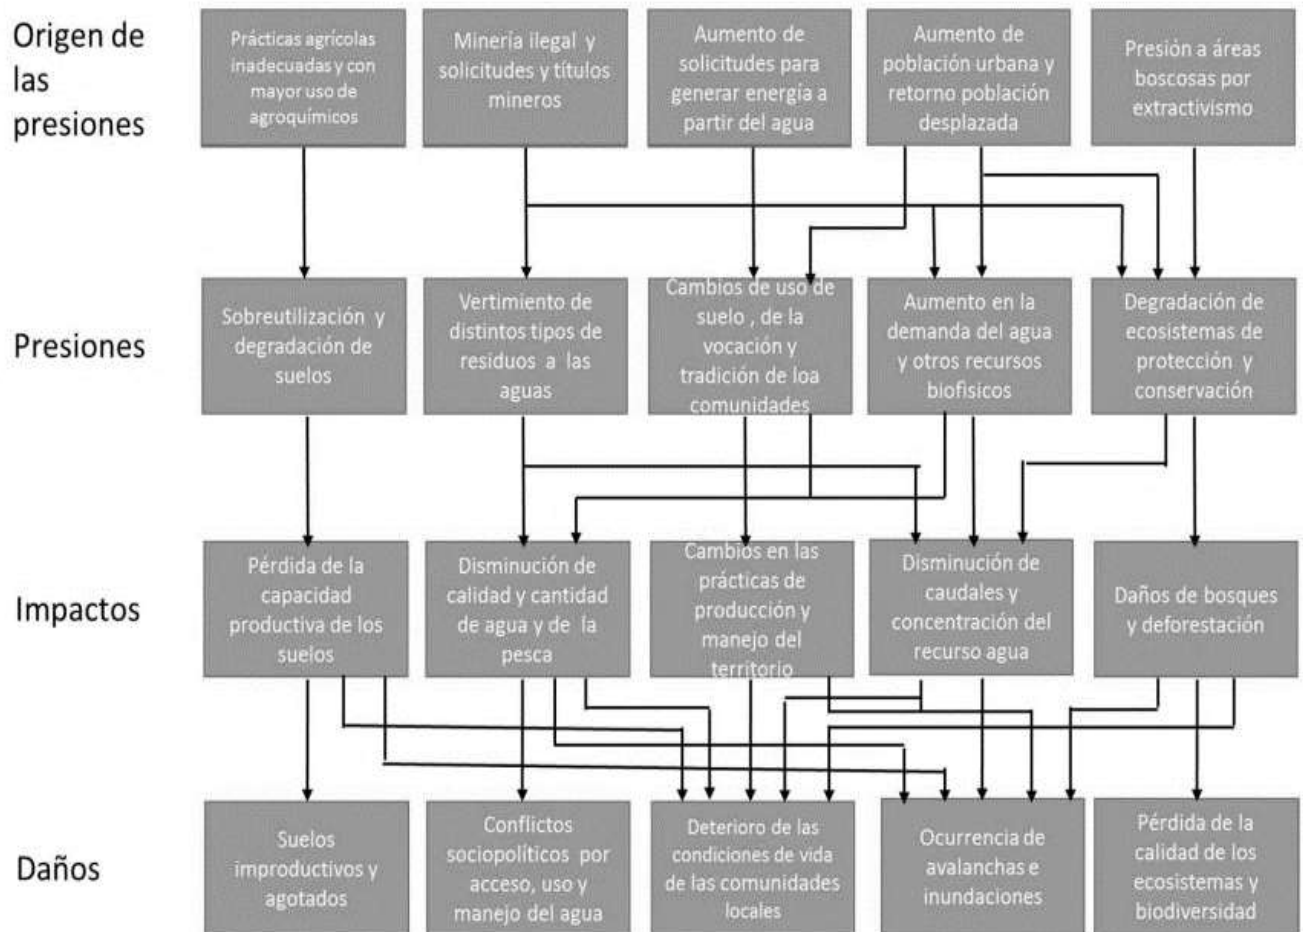 Origen de
las
presiones
Prácticas agrícolas
inadecuadas y con
mayor uso de
agroquímicos
Minería ilegal y
solicitudes y títulos
mineros
Aumento de
solicitudes para
generar energía a
partir del agua
Aumento de
población urbana y
retorno población
desplazada
Presión a áreas
boscosas por
extractivismo
Presiones
Sobreutilización y
degradación de
suelos
Vertimiento de
distintos tipos de
residuos a las
aguas
Cambios de uso de
suelo , de la
vocación y
tradición de loa
comunidades
Aumento en la
demanda del agua
y otros recursos
biofisicos
Degradación de
ecosistemas de
protección y
conservación
Impactos
Pérdida de la
capacidad
productiva de los
suelos
Disminución de
calidad y cantidad
de agua y de la
pesca
Cambios en las
prácticas de
producción y
manejo del
territorio
Disminución de
caudales y
concentración del
recurso agua
Daños de bosques
y deforestación
Daños
Suelos
improductivos y
agotados
Conflictos
sociopolíticos por
acceso, uso y
manejo del agua
Deterioro de las
condiciones de vida
de las comunidades
locales
Ocurrencia de
avalanchas e
inundaciones
Pérdida de la
calidad de los
ecosistemas y
biodiversidad